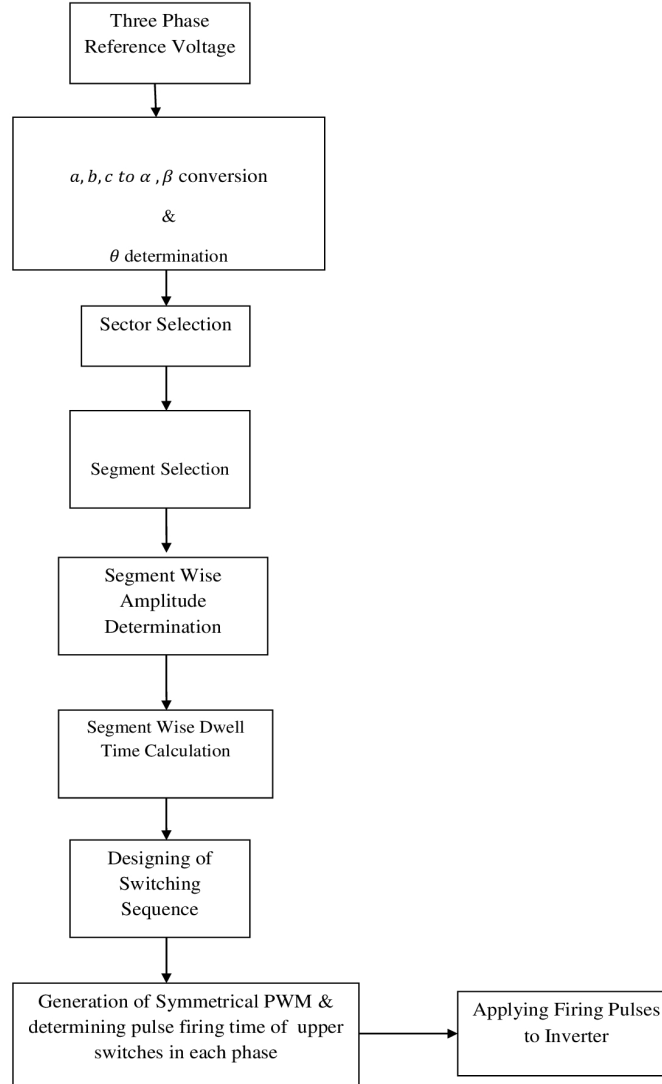 Three Phase
Reference Voltage
a, b, c to α , β conversion
&
θ determination
Sector Selection
Segment Selection
Segment Wise
Amplitude
Determination
Segment Wise Dwell
Time Calculation
Designing of
Switching
Sequence
Generation of Symmetrical PWM &
determining pulse firing time of upper
switches in each phase
Applying Firing Pulses
to Inverter